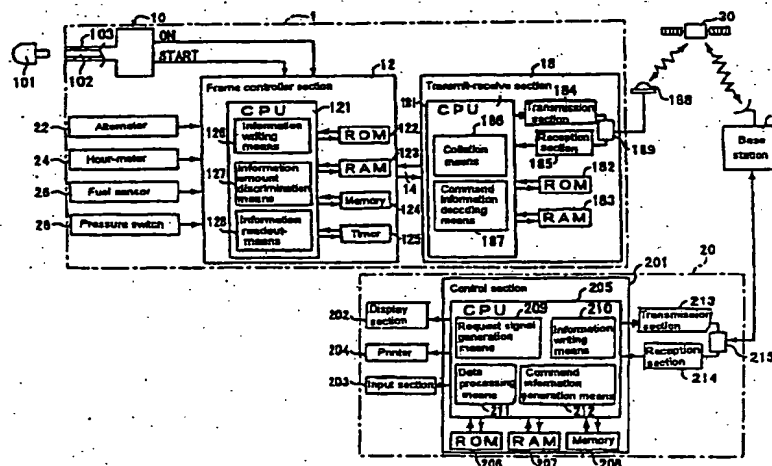 1
10
103
ON
START
101
102
12
18
30
Frame controller section
Transmit-receive section
184
188
CPU
121
181
CPU
186
Transmission section
22
Alternator
126
Information writing means
ROM
122
Collation means
Reception section
185
189
Base station
24
Hour-meter
127
Information amount discrimination means
RAM
123
14
Command information decoding means
ROM
182
26
Fuel sensor
Memory
124
187
RAM
183
28
Pressure switch
128
Information readout means
Timer
125
20
201
Control section
205
213
202
Display section
CPU
209
210
Transmission section
204
Printer
Request signal generation means
Information writing means
215
203
Input section
Data processing means
Command information generation means
Reception section
214
211
212
ROM
RAM
Memory
206
207
208